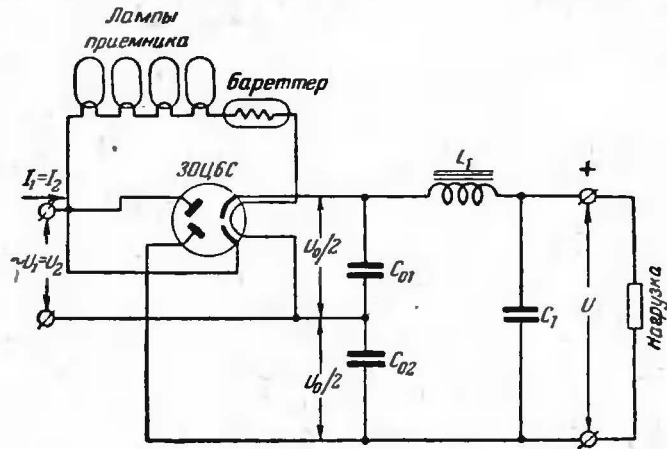 Лампы
приемника
Бареттер
30Ц6С
I₁=I₂
~U₁=U₂
U₀/2
C₀₁
U₀/2
C₀₂
L₁
C₁
+
U
Нагрузка
−